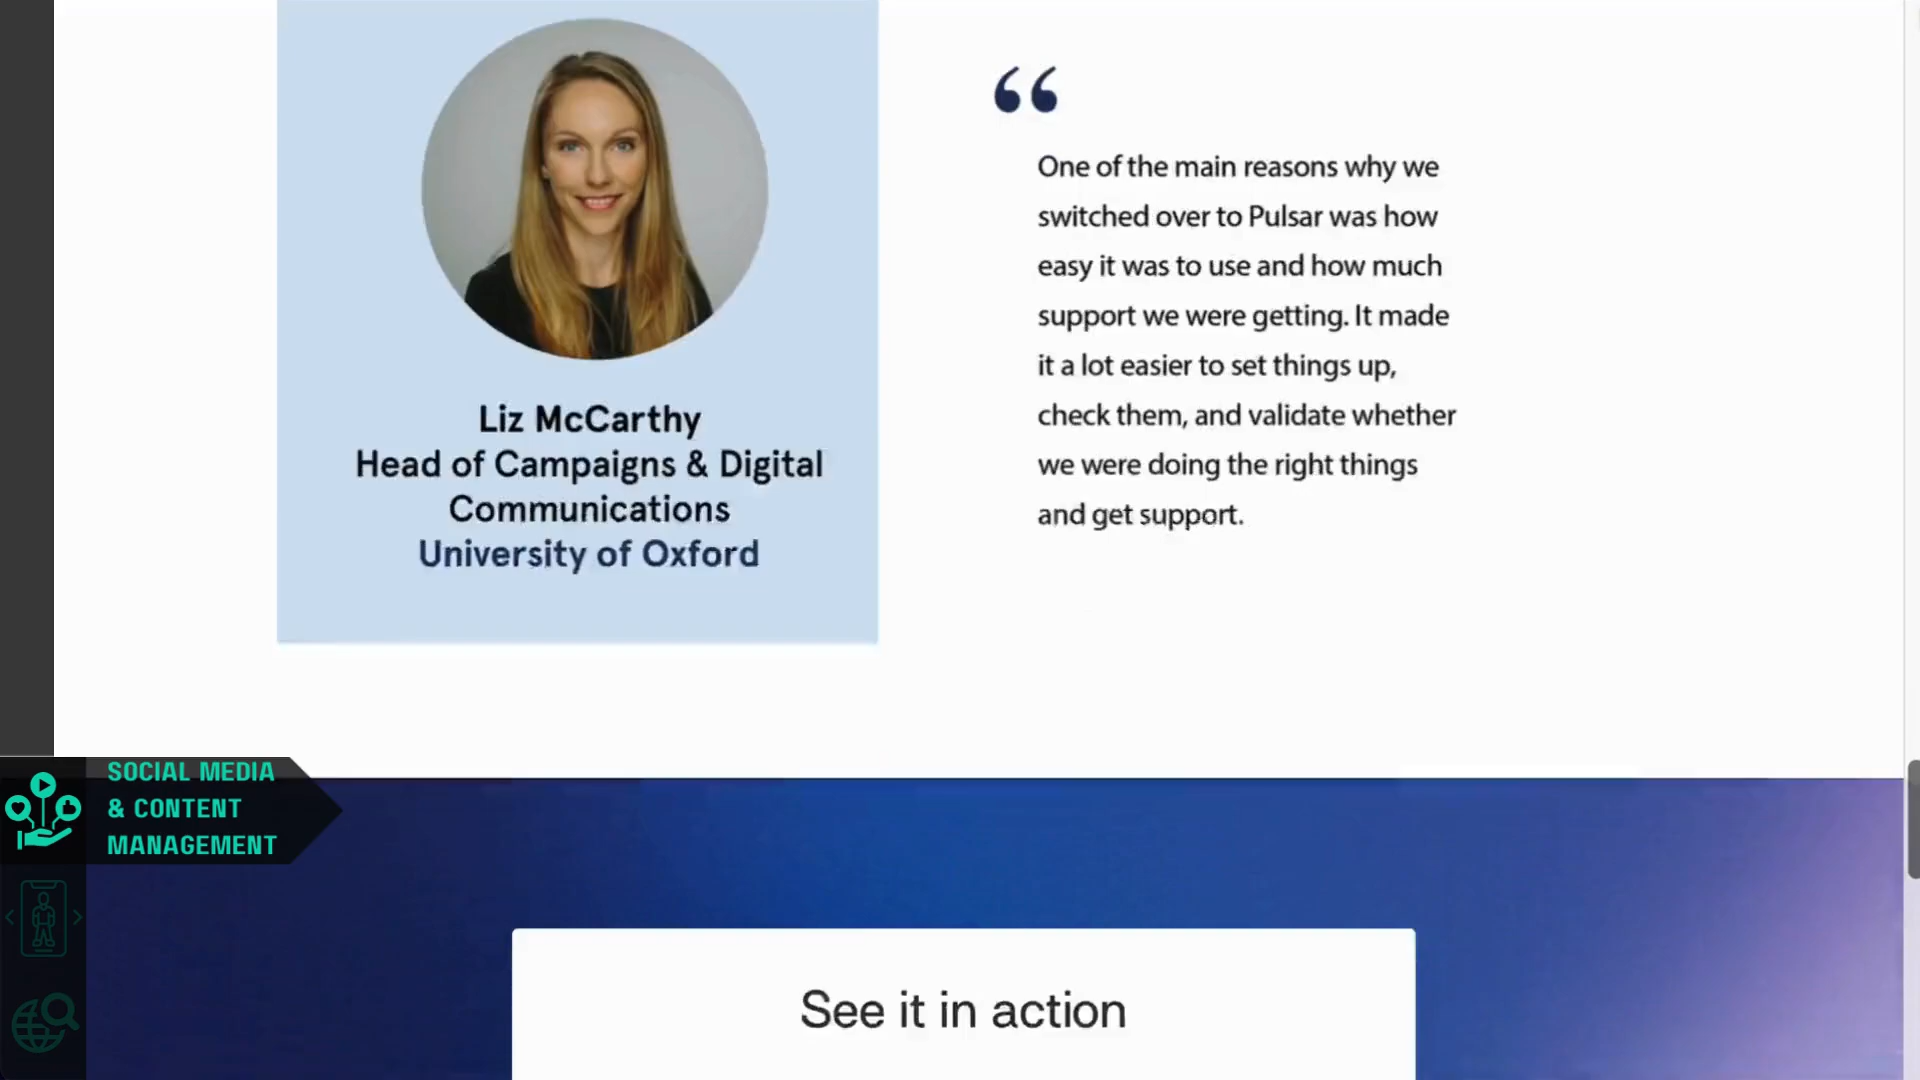 “
One of the main reasons why we
switched over to Pulsar was how
easy it was to use and how much
support we were getting. It made
it a lot easier to set things up,
check them, and validate whether
we were doing the right things
and get support.
Liz McCarthy
Head of Campaigns & Digital
Communications
University of Oxford
SOCIAL MEDIA
& CONTENT
MANAGEMENT
See it in action